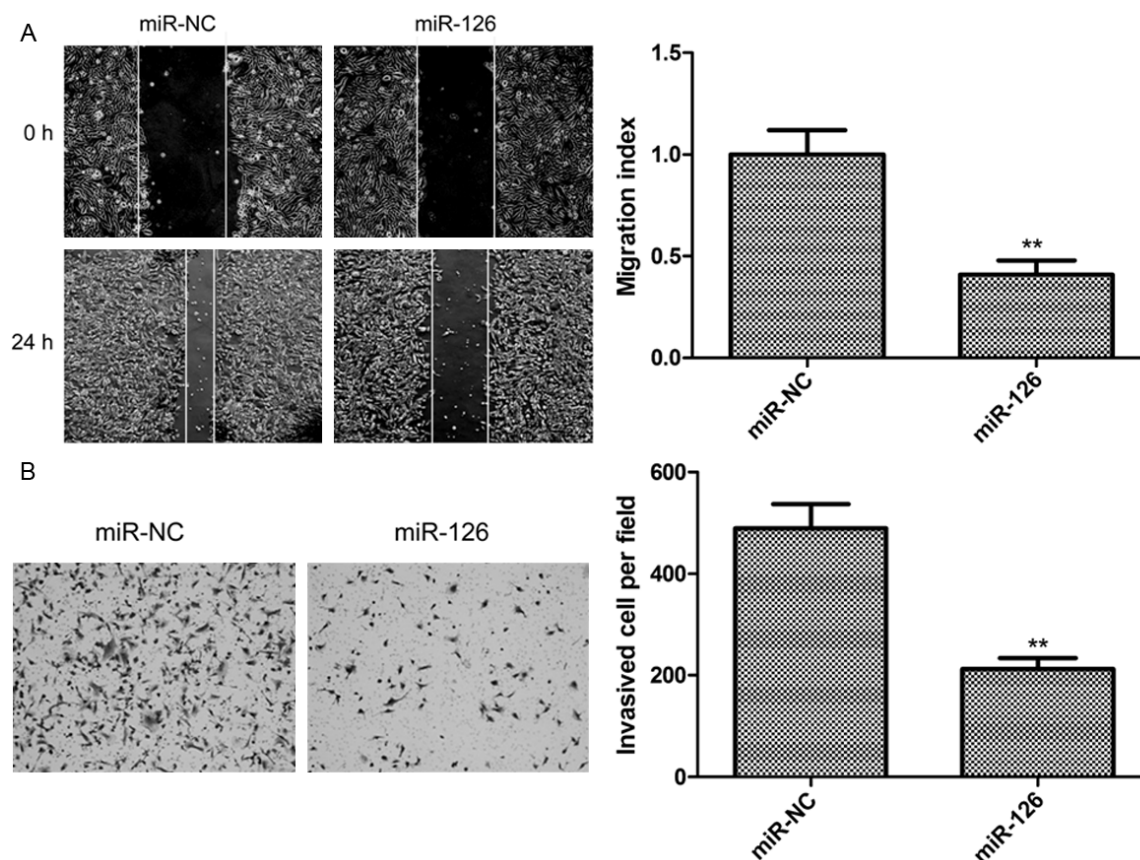 A
miR-NC
miR-126
0 h
24 h
Migration index
1.5
1.0
0.5
0.0
**
miR-NC
miR-126
B
miR-NC
miR-126
Invasived cell per field
600
400
200
0
**
miR-NC
miR-126